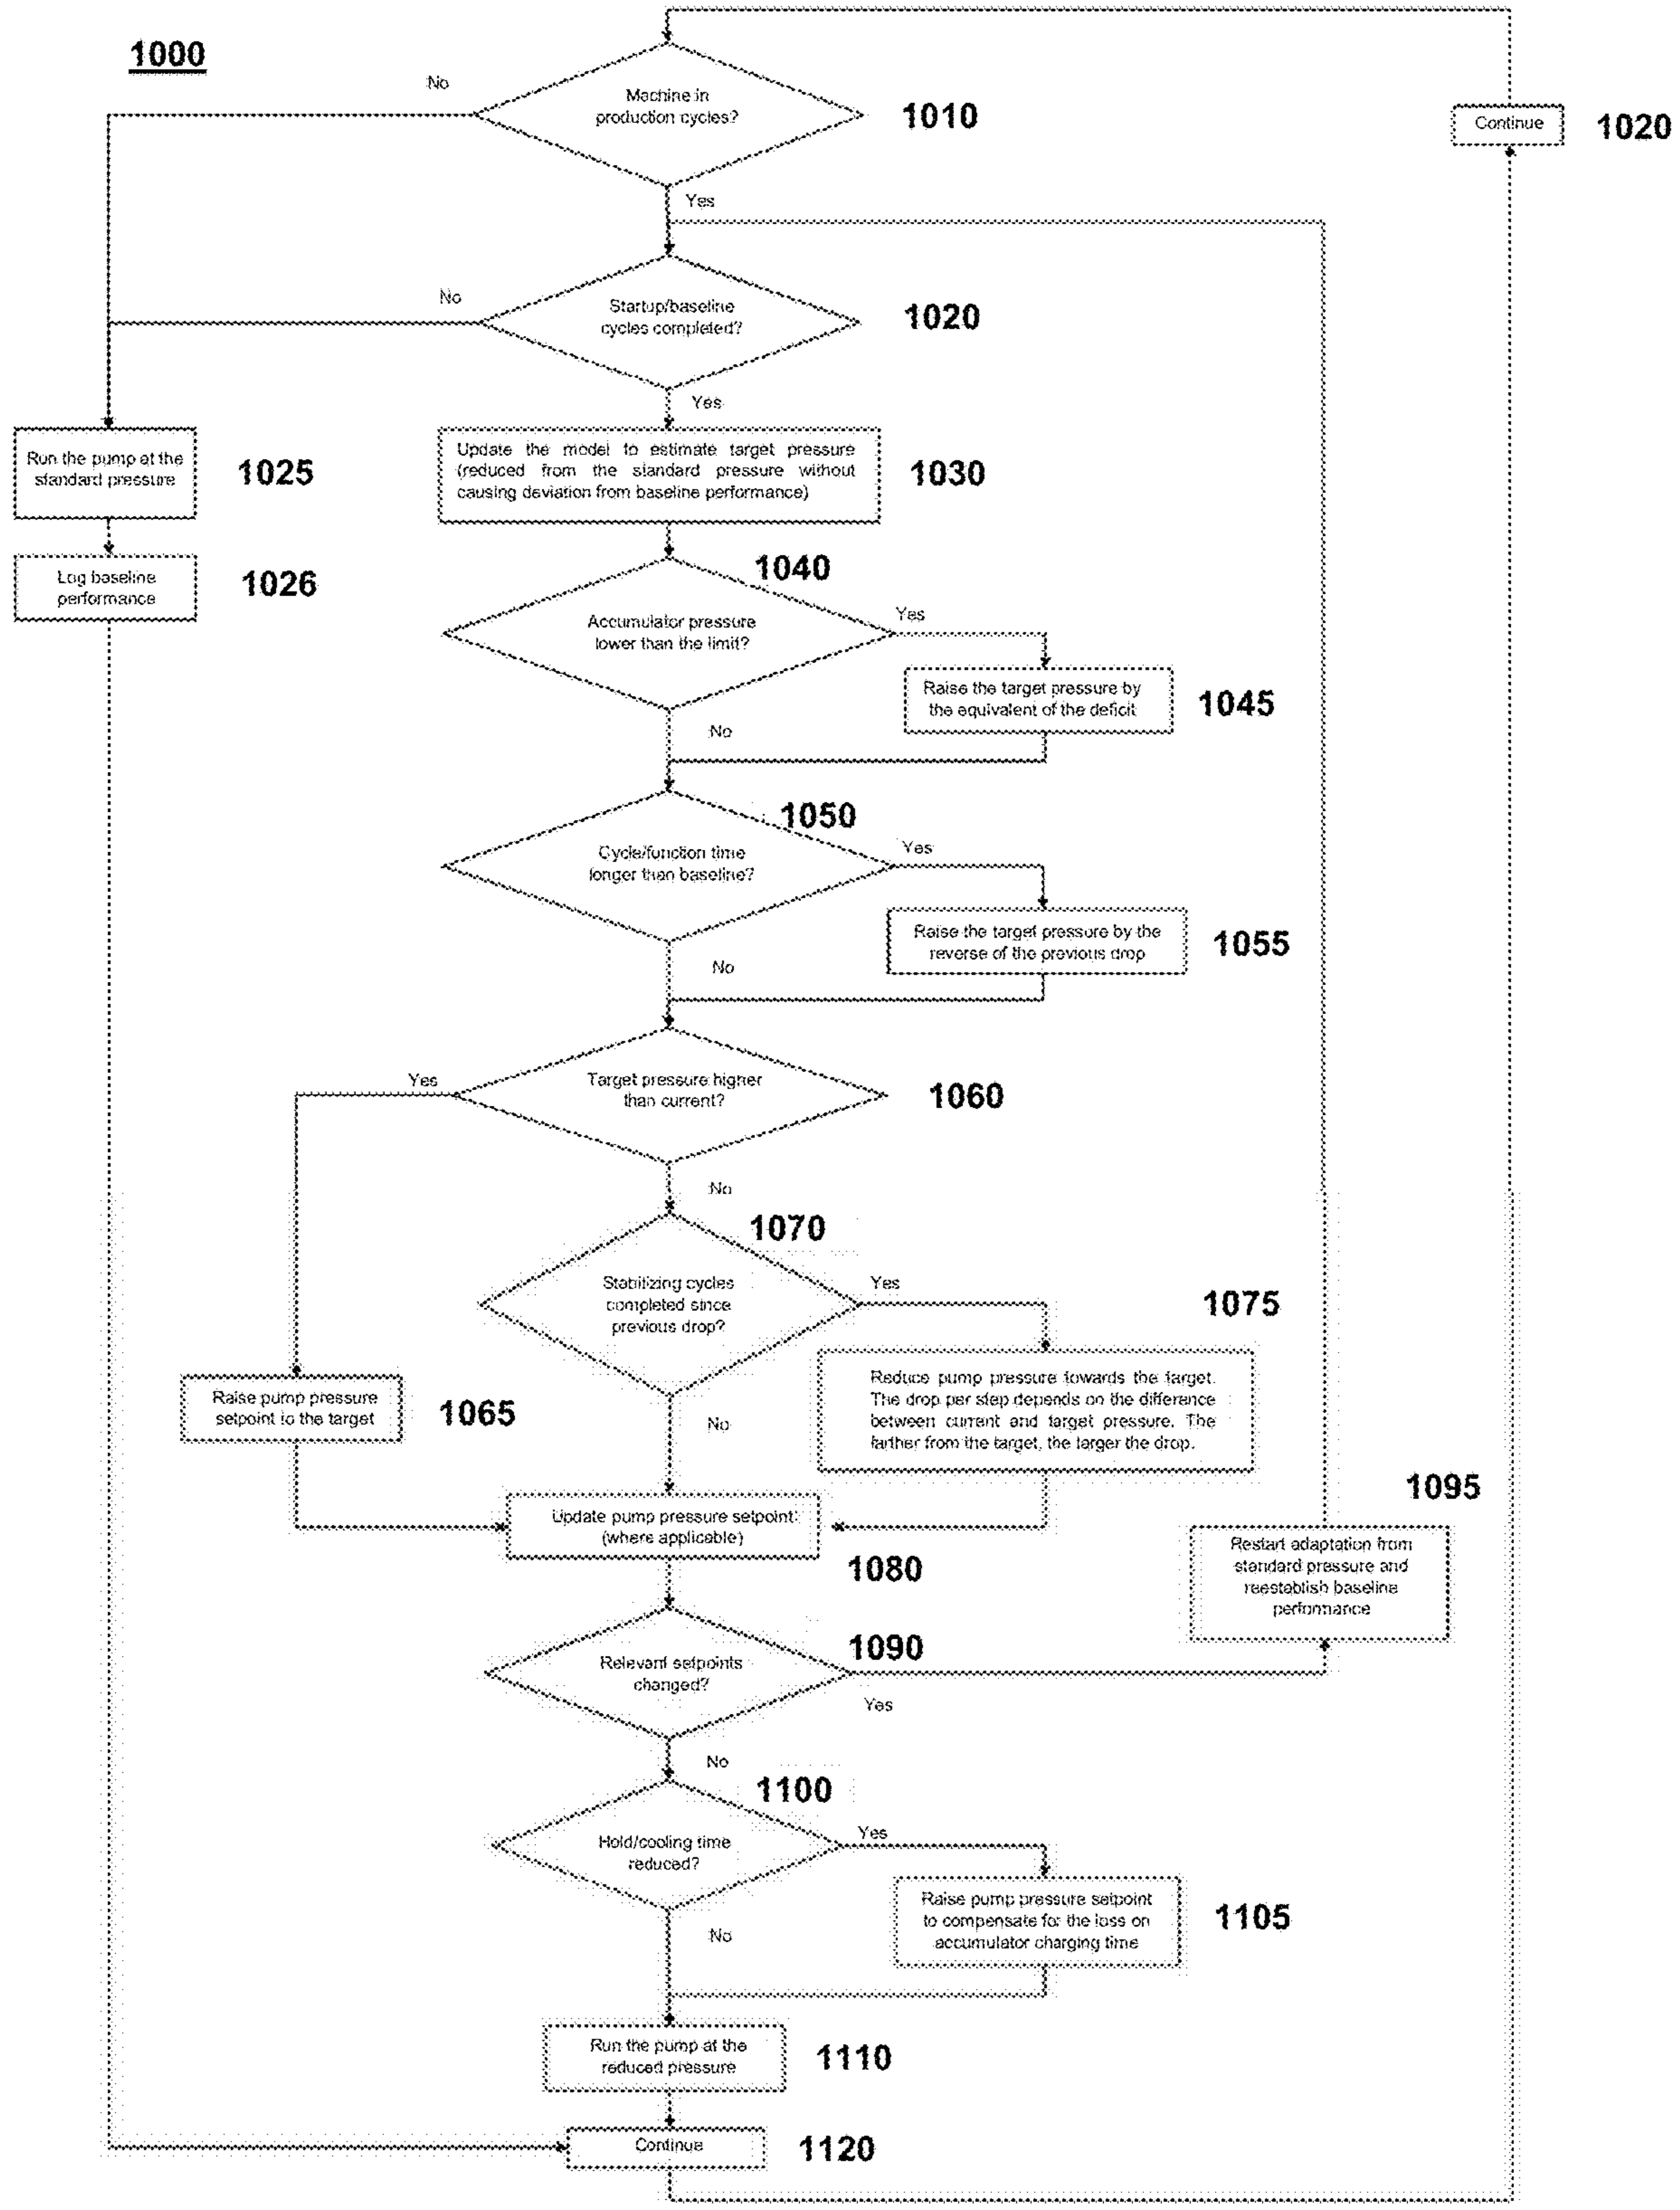 1000
No
Machine in
production cycles?
1010
Continue
1020
Yes
No
Startup/baseline
cycles completed?
1020
Yes
Run the pump at the
standard pressure
1025
Update the model to estimate target pressure
(reduced from the standard pressure without
causing deviation from baseline performance)
1030
Log baseline
performance
1026
1040
Accumulator pressure
lower than the limit?
Yes
Raise the target pressure by
the equivalent of the deficit
1045
No
1050
Cycle/function time
longer than baseline?
Yes
Raise the target pressure by the
reverse of the previous drop
1055
No
Yes
Target pressure higher
than current?
1060
No
1070
Stabilizing cycles
completed since
previous drop?
Yes
1075
Reduce pump pressure towards the target.
The drop per step depends on the difference
between current and target pressure. The
farther from the target, the larger the drop.
Raise pump pressure
setpoint to the target
1065
No
1095
Update pump pressure setpoint
(where applicable)
1080
Restart adaptation from
standard pressure and
reestablish baseline
performance
1090
Relevant setpoints
changed?
Yes
No
1100
Hold/cooling time
reduced?
Yes
Raise pump pressure setpoint
to compensate for the loss on
accumulator charging time
1105
No
Run the pump at the
reduced pressure
1110
Continue
1120